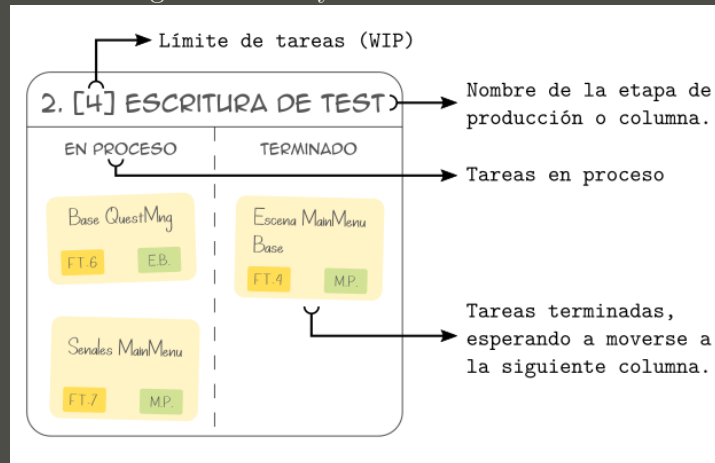 Límite de tareas (WIP)
2. [4] ESCRITURA DE TEST
Nombre de la etapa de
producción o columna.
EN PROCESO
TERMINADO
Tareas en proceso
Base QuestMng
FT.6
E.B.
Escena MainMenu
Base
FT.4
M.P.
Tareas terminadas,
esperando a moverse a
la siguiente columna.
Senales MainMenu
FT.7
M.P.